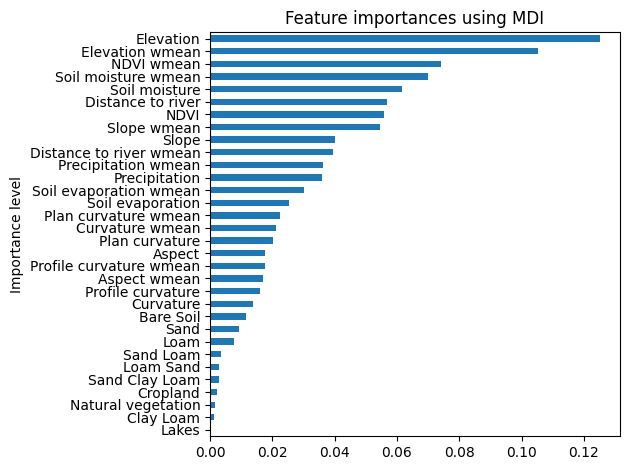 Feature importances using MDI
Importance level
Elevation
Elevation wmean
NDVI wmean
Soil moisture wmean
Soil moisture
Distance to river
NDVI
Slope wmean
Slope
Distance to river wmean
Precipitation wmean
Precipitation
Soil evaporation wmean
Soil evaporation
Plan curvature wmean
Curvature wmean
Plan curvature
Aspect
Profile curvature wmean
Aspect wmean
Profile curvature
Curvature
Bare Soil
Sand
Loam
Sand Loam
Loam Sand
Sand Clay Loam
Cropland
Natural vegetation
Clay Loam
Lakes
0.00 0.02 0.04 0.06 0.08 0.10 0.12